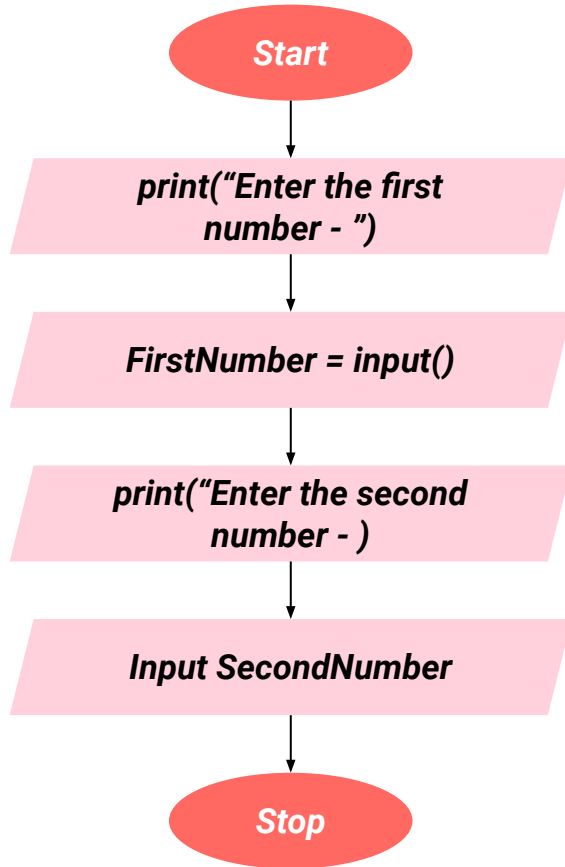 Start
print(“Enter the first
number - ”)
FirstNumber = input()
print(“Enter the second
number - )
Input SecondNumber
Stop